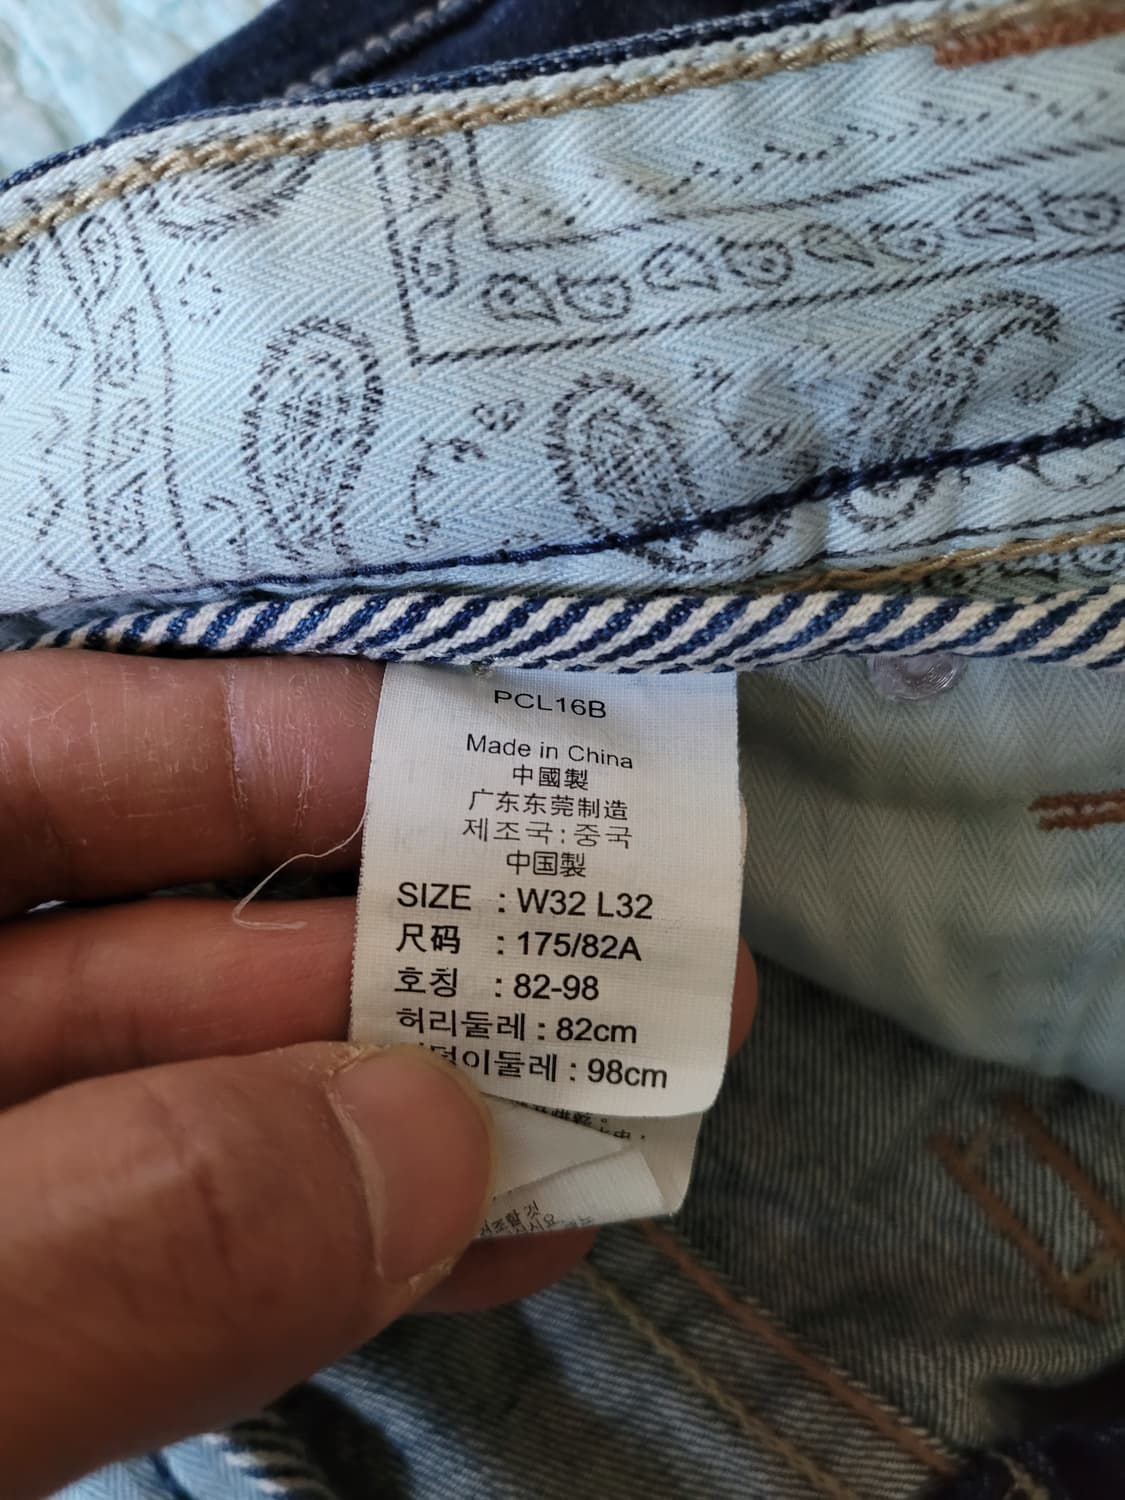 PCL16B
Made in China
中國製
广东东莞制造
제조국:중국
中国製
SIZE : W32 L32
尺码 : 175/82A
호칭 : 82-98
허리둘레 : 82cm
덩이둘레 : 98cm